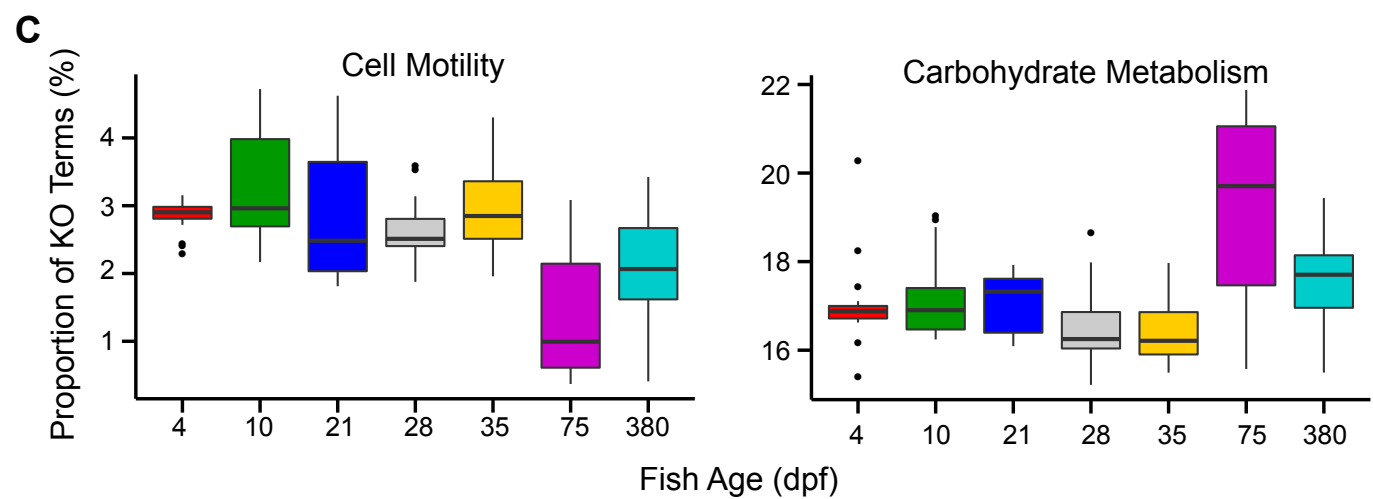 C
Proportion of KO Terms (%)
Cell Motility
4
3
2
1
4 10 21 28 35 75 380
Carbohydrate Metabolism
22
20
18
16
4 10 21 28 35 75 380
Fish Age (dpf)